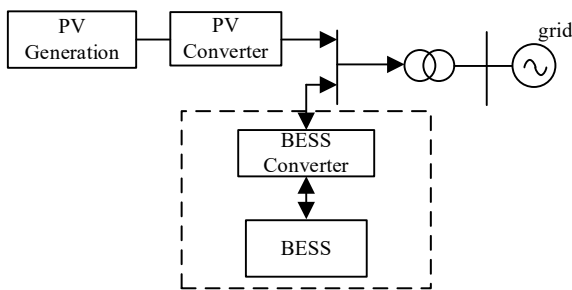 PV
Generation
PV
Converter
grid
BESS
Converter
BESS